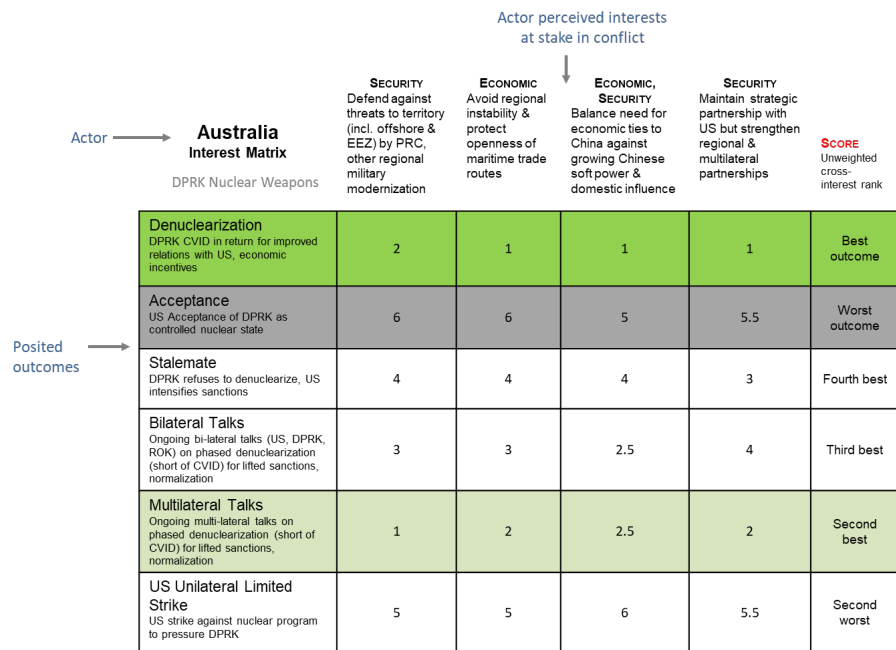 Actor perceived interests
at stake in conflict
Actor
Australia
Interest Matrix
DPRK Nuclear Weapons
SECURITY
Defend against
threats to territory
(incl. offshore &
EEZ) by PRC,
other regional
military
modernization
ECONOMIC
Avoid regional
instability &
protect
openness of
maritime trade
routes
ECONOMIC,
SECURITY
Balance need for
economic ties to
China against
growing Chinese
soft power &
domestic influence
SECURITY
Maintain strategic
partnership with
US but strengthen
regional &
multilateral
partnerships
SCORE
Unweighted
cross-
interest rank
Posited
outcomes
Denuclearization
DPRK CVID in return for improved
relations with US, economic
incentives
2
1
1
1
Best
outcome
Acceptance
US Acceptance of DPRK as
controlled nuclear state
6
6
5
5.5
Worst
outcome
Stalemate
DPRK refuses to denuclearize, US
intensifies sanctions
4
4
4
3
Fourth best
Bilateral Talks
Ongoing bi-lateral talks (US, DPRK,
ROK) on phased denuclearization
(short of CVID) for lifted sanctions,
normalization
3
3
2.5
4
Third best
Multilateral Talks
Ongoing multi-lateral talks on
phased denuclearization (short of
CVID) for lifted sanctions,
normalization
1
2
2.5
2
Second
best
US Unilateral Limited
Strike
US strike against nuclear program
to pressure DPRK
5
5
6
5.5
Second
worst